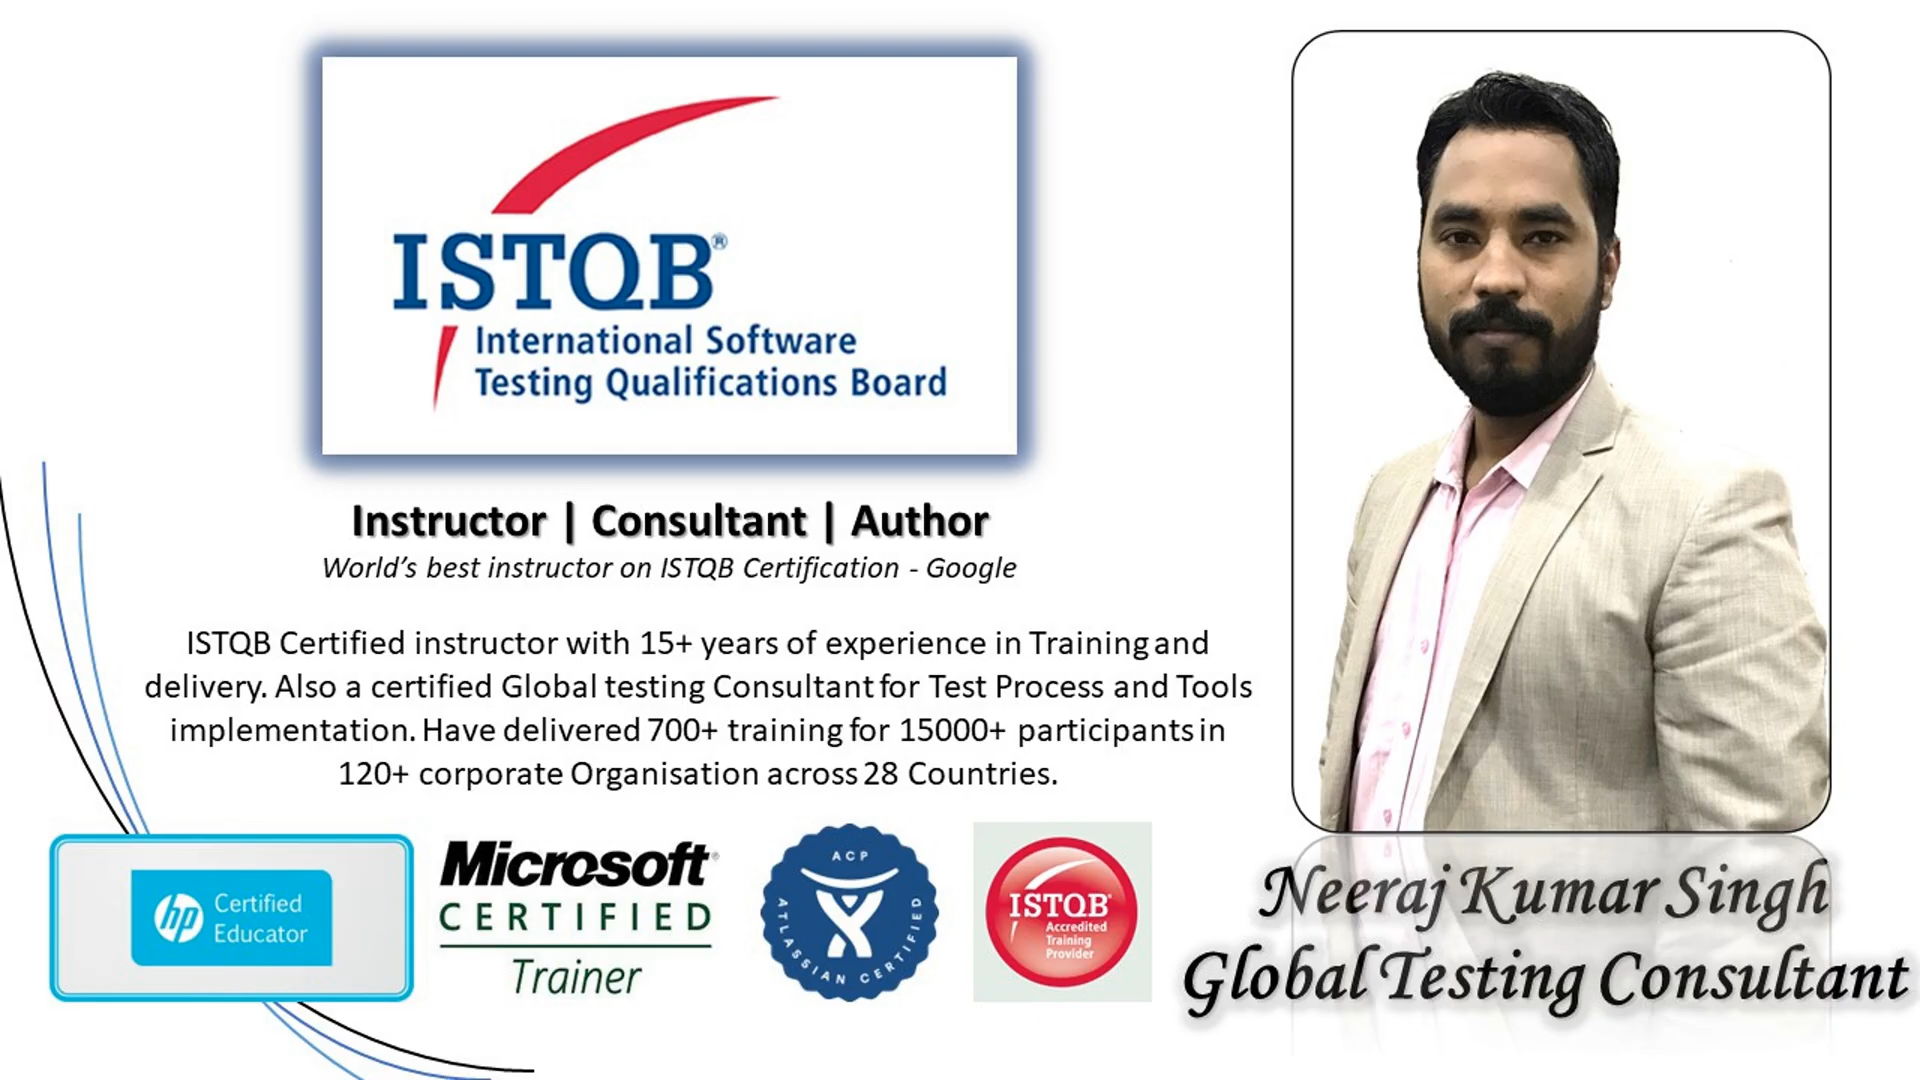 ISTQB®
International Software
Testing Qualifications Board
Instructor | Consultant | Author
World's best instructor on ISTQB Certification - Google
ISTQB Certified instructor with 15+ years of experience in Training and
delivery. Also a certified Global testing Consultant for Test Process and Tools
implementation. Have delivered 700+ training for 15000+ participants in
120+ corporate Organisation across 28 Countries.
hp Certified
Educator
Microsoft®
CERTIFIED
Trainer
ACP
ATLASSIAN CERTIFIED
ISTQB®
Accredited
Training
Provider
Neeraj Kumar Singh
Global Testing Consultant